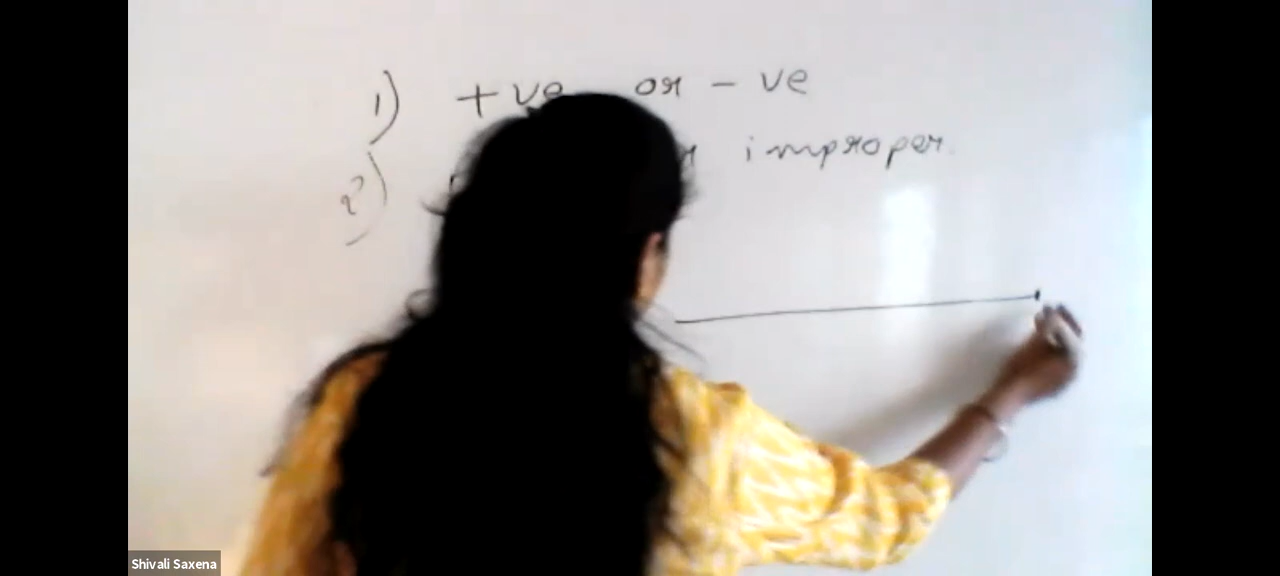 1) +ve or - ve
2) improper
Shivali Saxena